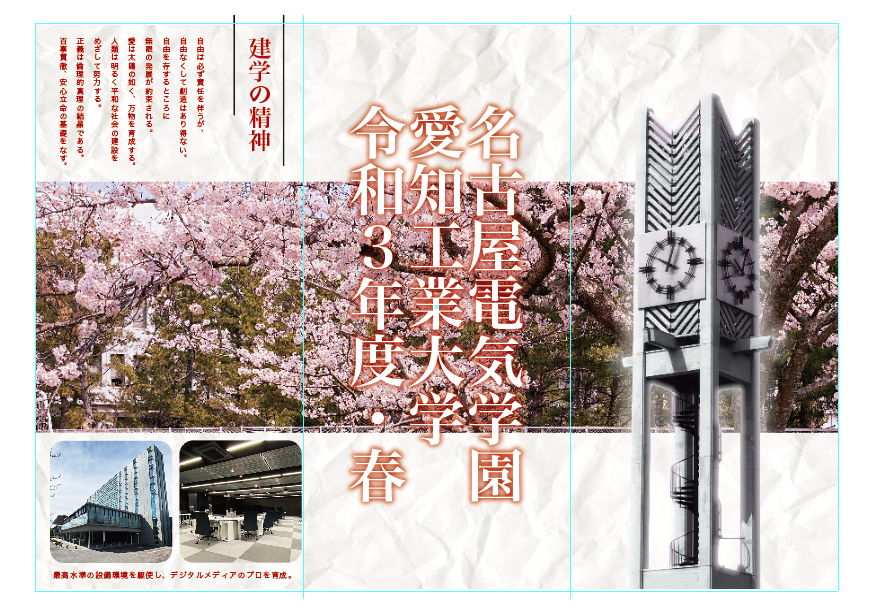 名古屋電気学園
愛知工業大学
令和3年度・春
建学の精神
自由は必ず責任を伴うが、
自由なくして創造はあり得ない。
自由を存するところに
無限の発展が約束される。
愛は太陽の如く、万物を育成する。
人類は明るく平和な社会の建設を
めざして努力する。
正義は倫理的真理の結晶である。
百事貫徹、安心立命の基礎をなす。
最高水準の設備環境を駆使し、デジタルメディアのプロを育成。